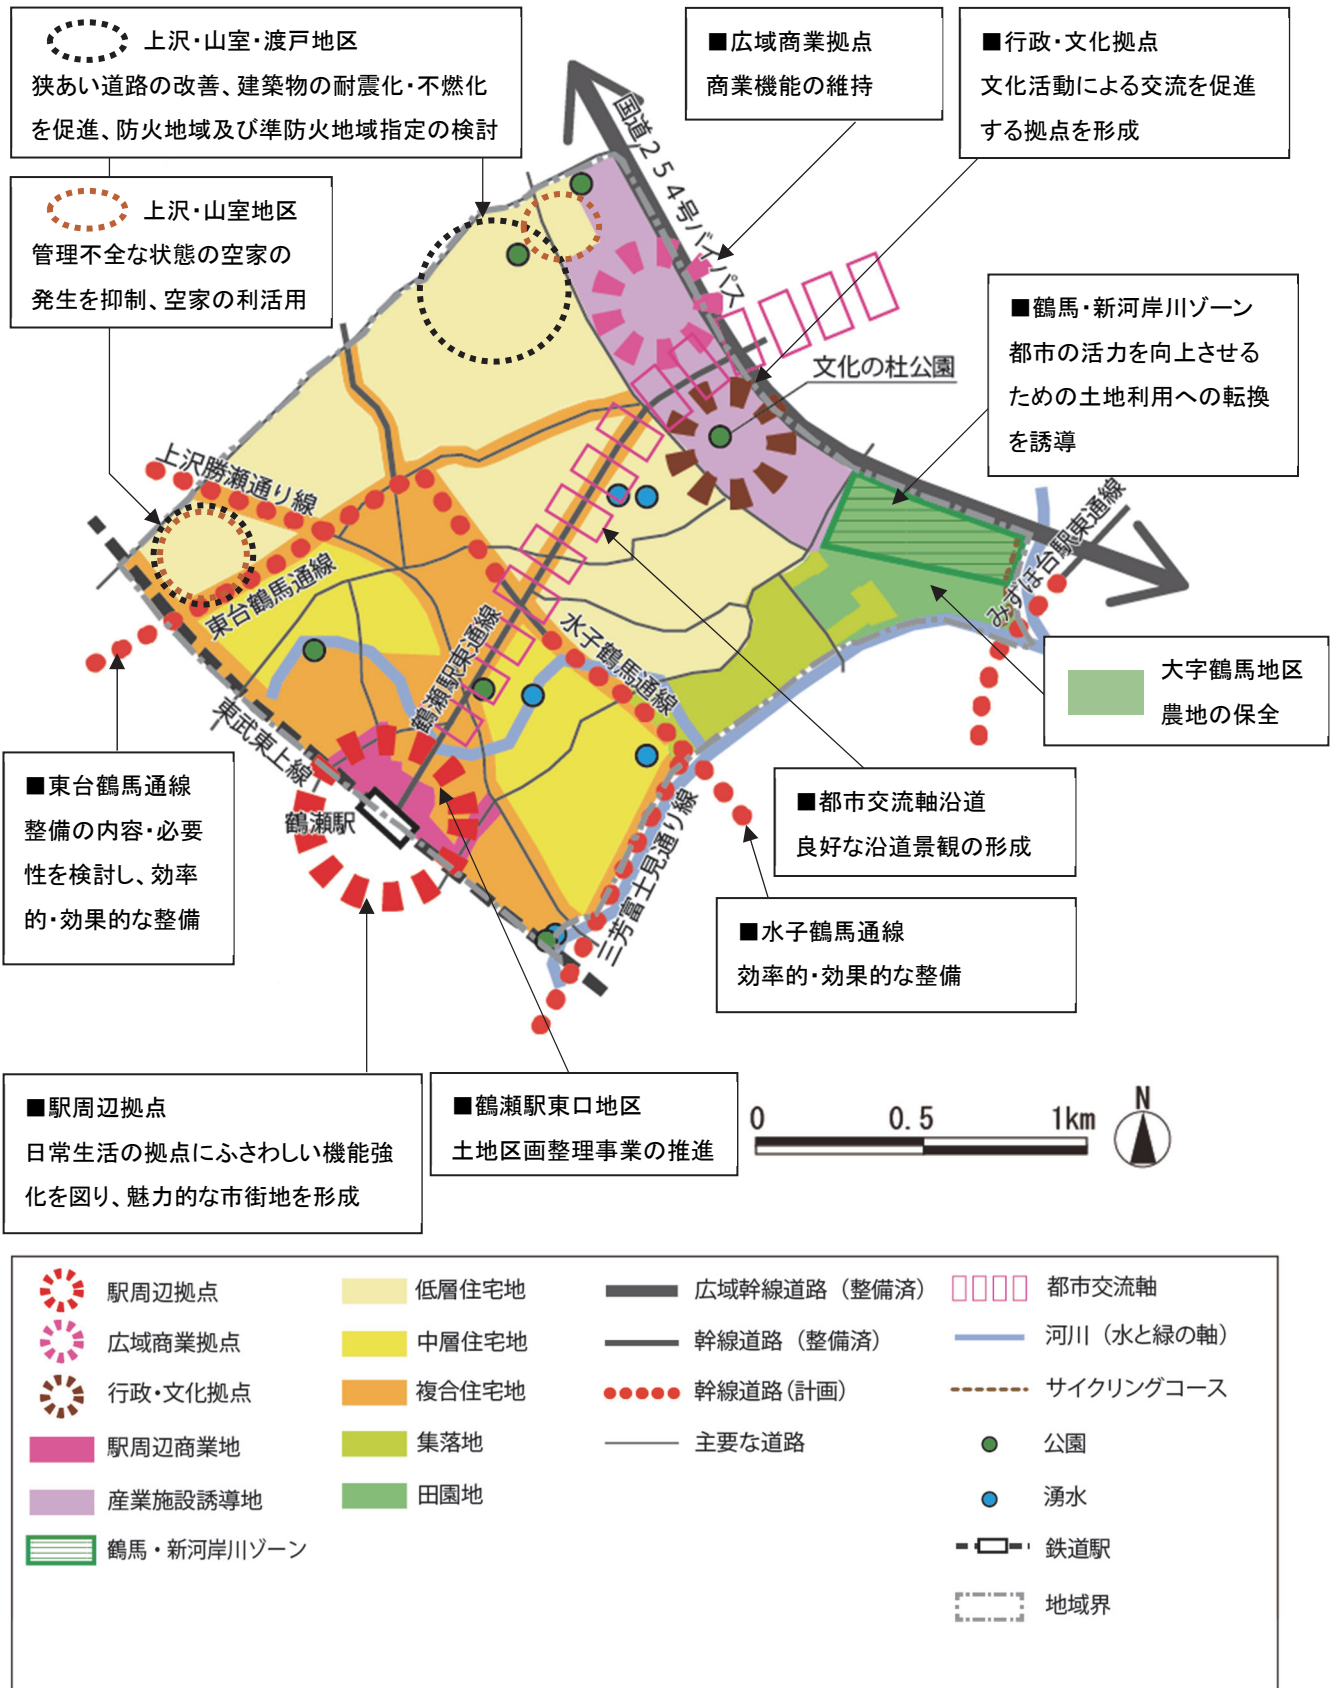 上沢・山室・渡戸地区
狭あい道路の改善、建築物の耐震化・不燃化
を促進、防火地域及び準防火地域指定の検討
上沢・山室地区
管理不全な状態の空家の
発生を抑制、空家の利活用
■広域商業拠点
商業機能の維持
■行政・文化拠点
文化活動による交流を促進
する拠点を形成
■鶴馬・新河岸川ゾーン
都市の活力を向上させる
ための土地利用への転換
を誘導
国道254号バイパス
文化の杜公園
上沢勝瀬通り線
東台鶴馬通線
鶴瀬駅東通線
水子鶴馬通線
みずほ台駅東通線
東武東上線
鶴瀬駅
三芳富士見通り線
大字鶴馬地区
農地の保全
■東台鶴馬通線
整備の内容・必要
性を検討し、効率
的・効果的な整備
■都市交流軸沿道
良好な沿道景観の形成
■水子鶴馬通線
効率的・効果的な整備
■駅周辺拠点
日常生活の拠点にふさわしい機能強
化を図り、魅力的な市街地を形成
■鶴瀬駅東口地区
土地区画整理事業の推進
0 0.5 1km
N
駅周辺拠点
広域商業拠点
行政・文化拠点
駅周辺商業地
産業施設誘導地
鶴馬・新河岸川ゾーン
低層住宅地
中層住宅地
複合住宅地
集落地
田園地
広域幹線道路（整備済）
幹線道路（整備済）
幹線道路（計画）
主要な道路
都市交流軸
河川（水と緑の軸）
サイクリングコース
公園
湧水
鉄道駅
地域界